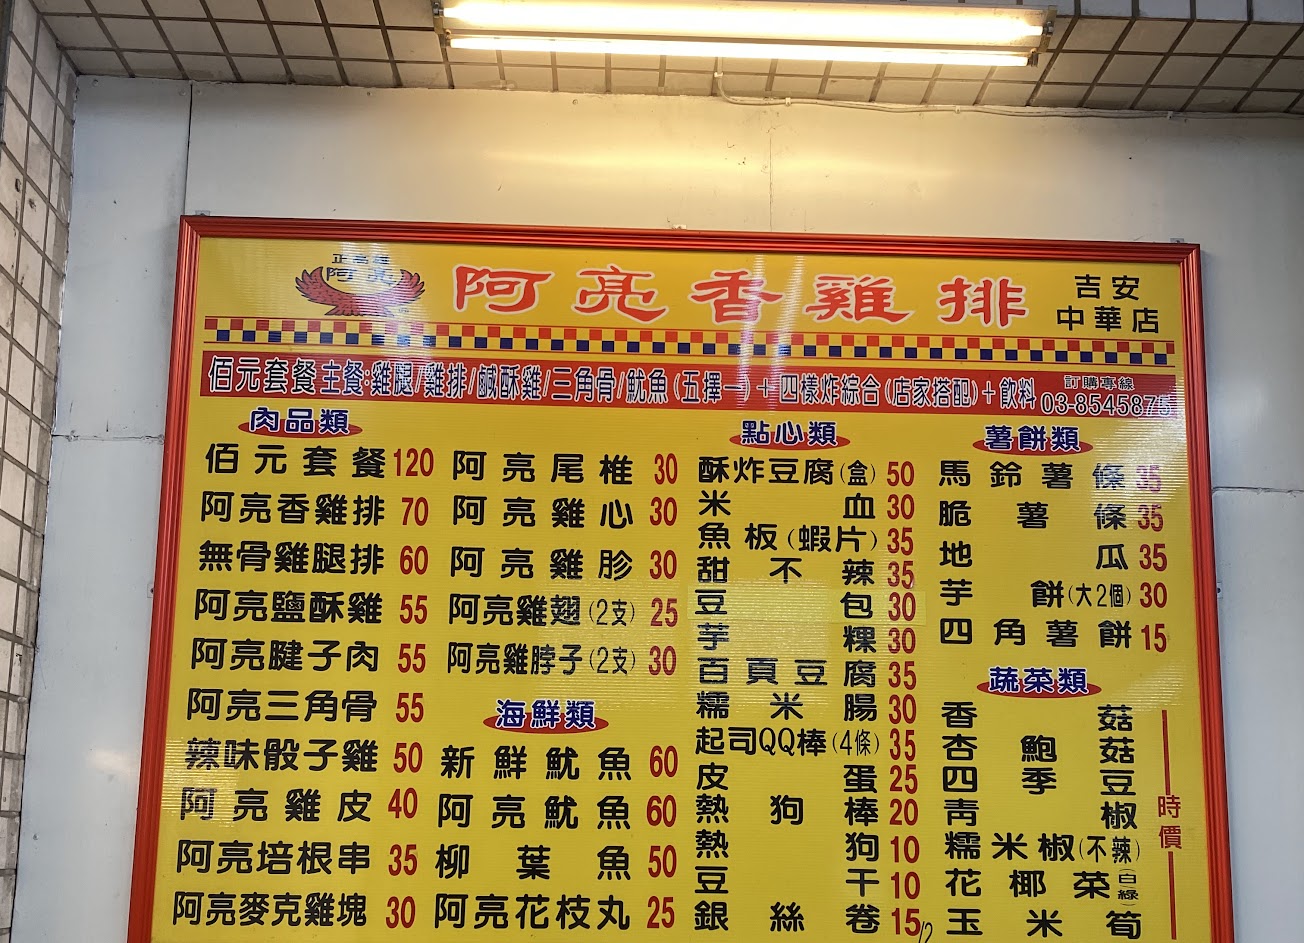 阿亮
阿亮香雞排
吉安
中華店
佰元套餐主餐:雞腿/雞排/鹹酥雞/三角骨/魷魚(五擇一)+四樣炸綜合(店家搭配)+飲料
訂購專線
03-8545875
肉品類
佰元套餐120
阿亮香雞排 70
無骨雞腿排 60
阿亮鹽酥雞 55
阿亮腱子肉 55
阿亮三角骨 55
辣味骰子雞 50
阿亮雞皮 40
阿亮培根串 35
阿亮麥克雞塊 30
阿亮尾椎 30
阿亮雞心 30
阿亮雞胗 30
阿亮雞翅(2支) 25
阿亮雞脖子(2支) 30
海鮮類
新鮮魷魚 60
阿亮魷魚 60
柳葉魚 50
阿亮花枝丸 25
點心類
酥炸豆腐(盒) 50
米血 30
魚板(蝦片) 35
甜不辣 35
豆包 30
芋粿 30
百頁豆腐 35
糯米腸 30
起司QQ棒(4條) 35
皮蛋 25
熱狗棒 20
熱狗 10
豆干 10
銀絲卷 15/2
薯餅類
馬鈴薯條 35
脆薯條 35
地瓜 35
芋餅(大2個) 30
四角薯餅 15
蔬菜類
香菇
杏鮑菇
四季豆
青椒
糯米椒(不辣)
花椰菜(白綠)
玉米筍
時價